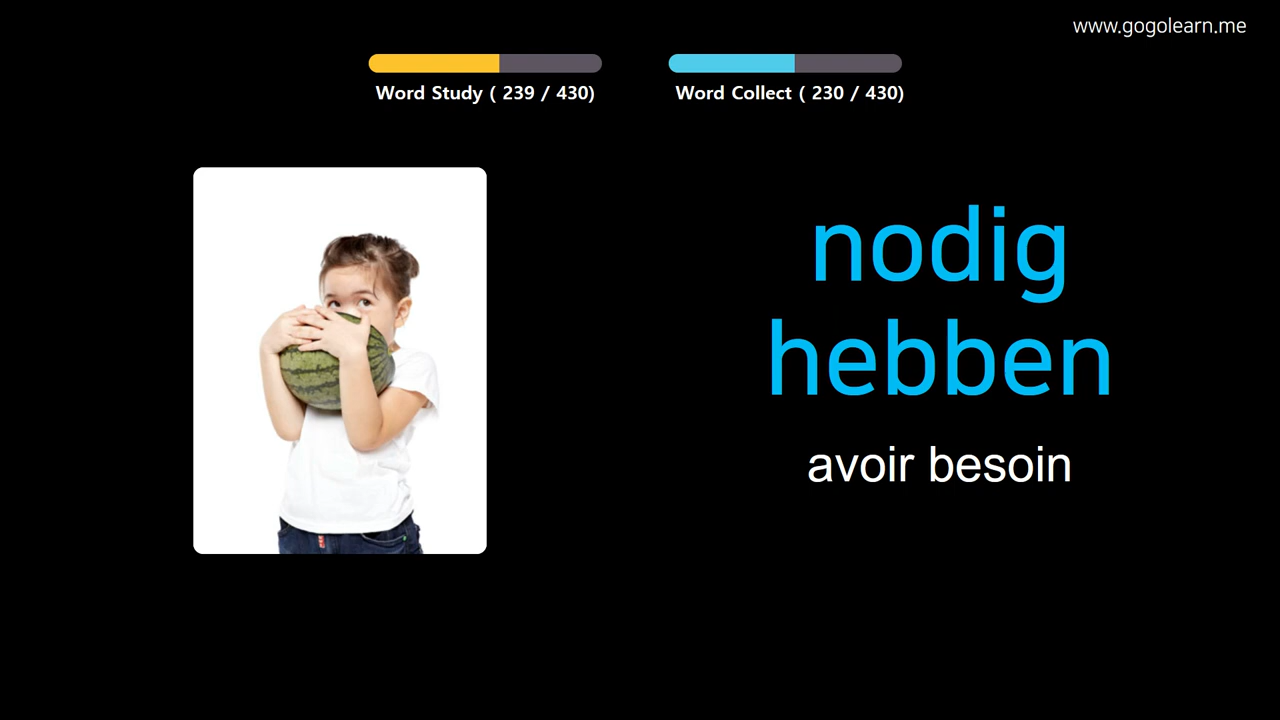 www.gogolearn.me
Word Study ( 239 / 430)
Word Collect ( 230 / 430)
nodig
hebben
avoir besoin